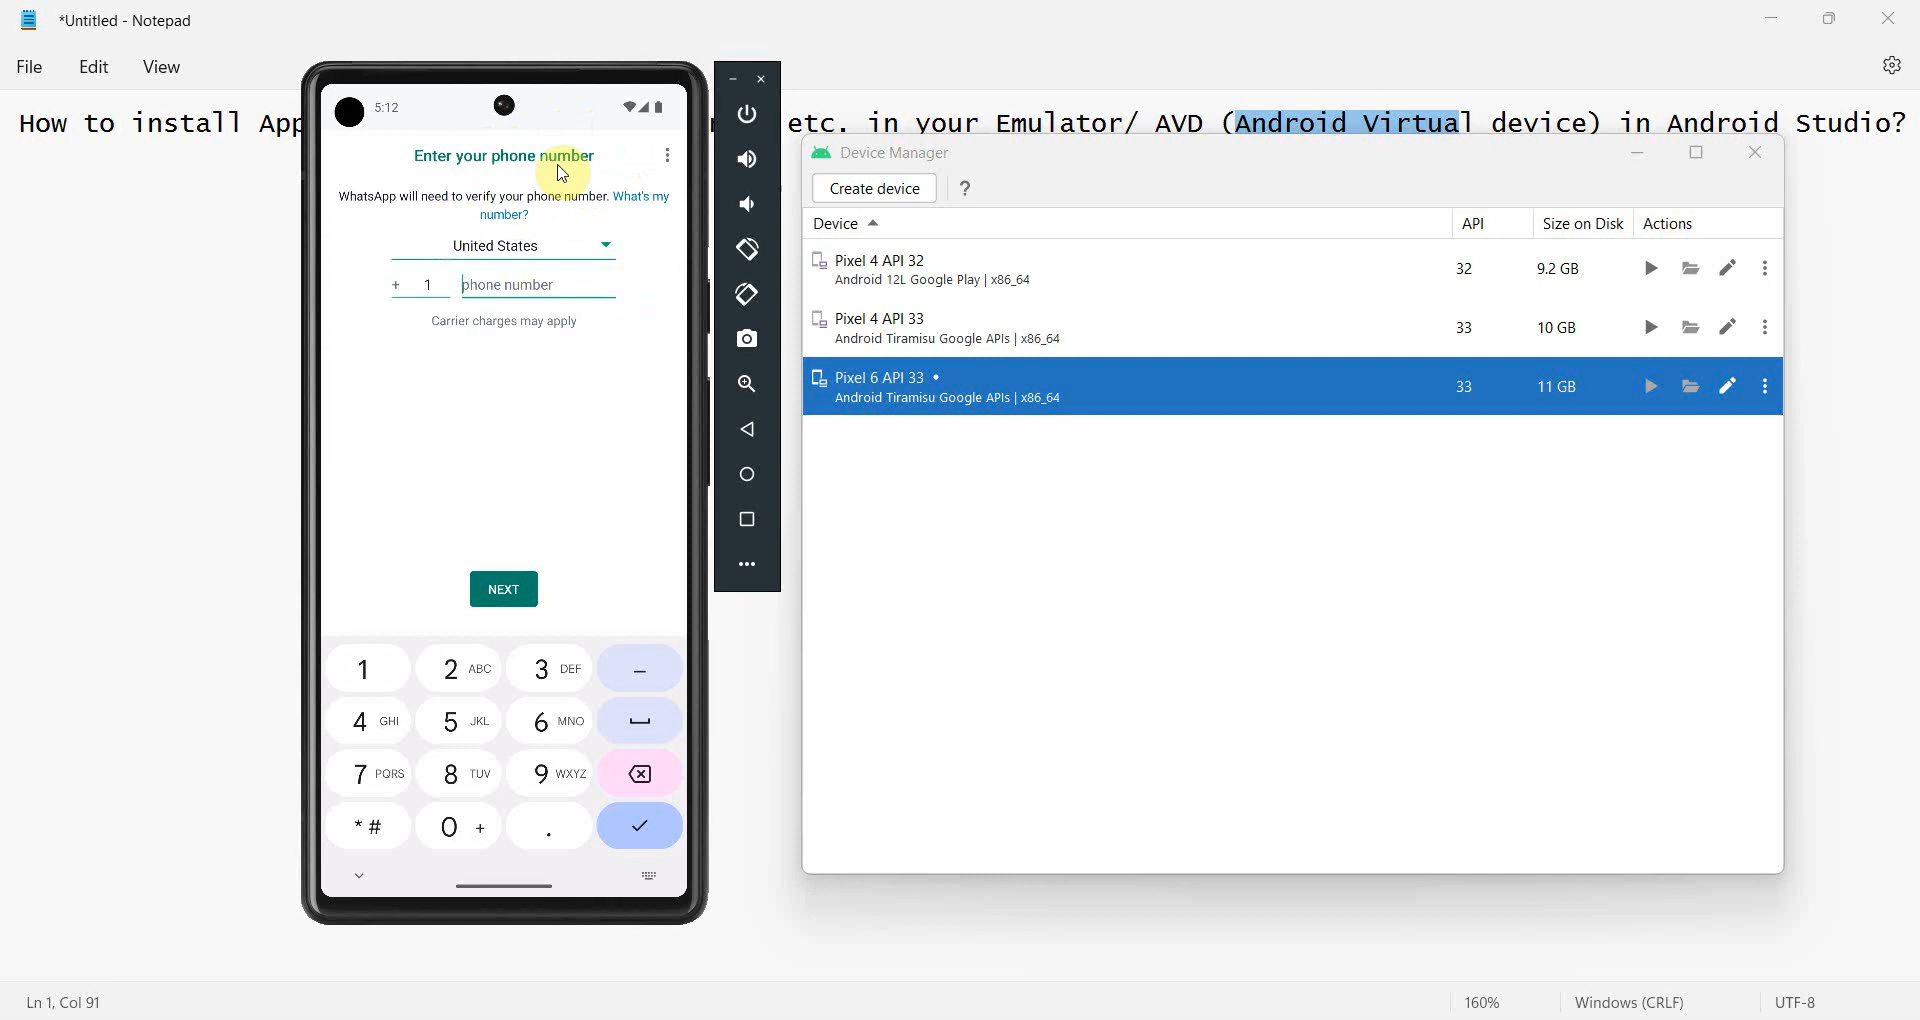 *Untitled - Notepad
File Edit View
How to install App
etc. in your Emulator/ AVD (Android Virtual device) in Android Studio?
5:12
Enter your phone number
WhatsApp will need to verify your phone number. What's my
number?
United States
+ 1 phone number
Carrier charges may apply
NEXT
1 2 ABC 3 DEF –
4 GHI 5 JKL 6 MNO
7 PQRS 8 TUV 9 WXYZ
* # 0 + .
Device Manager
Create device ?
Device API Size on Disk Actions
Pixel 4 API 32 32 9.2 GB
Android 12L Google Play | x86_64
Pixel 4 API 33 33 10 GB
Android Tiramisu Google APIs | x86_64
Pixel 6 API 33 • 33 11 GB
Android Tiramisu Google APIs | x86_64
Ln 1, Col 91 160% Windows (CRLF) UTF-8